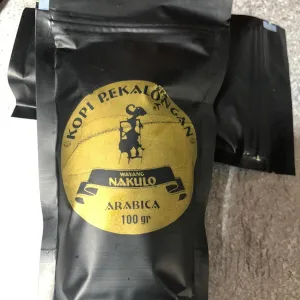 KOPI PEKALONGAN
WAYANG
NAKULO
ARABICA
100 gr